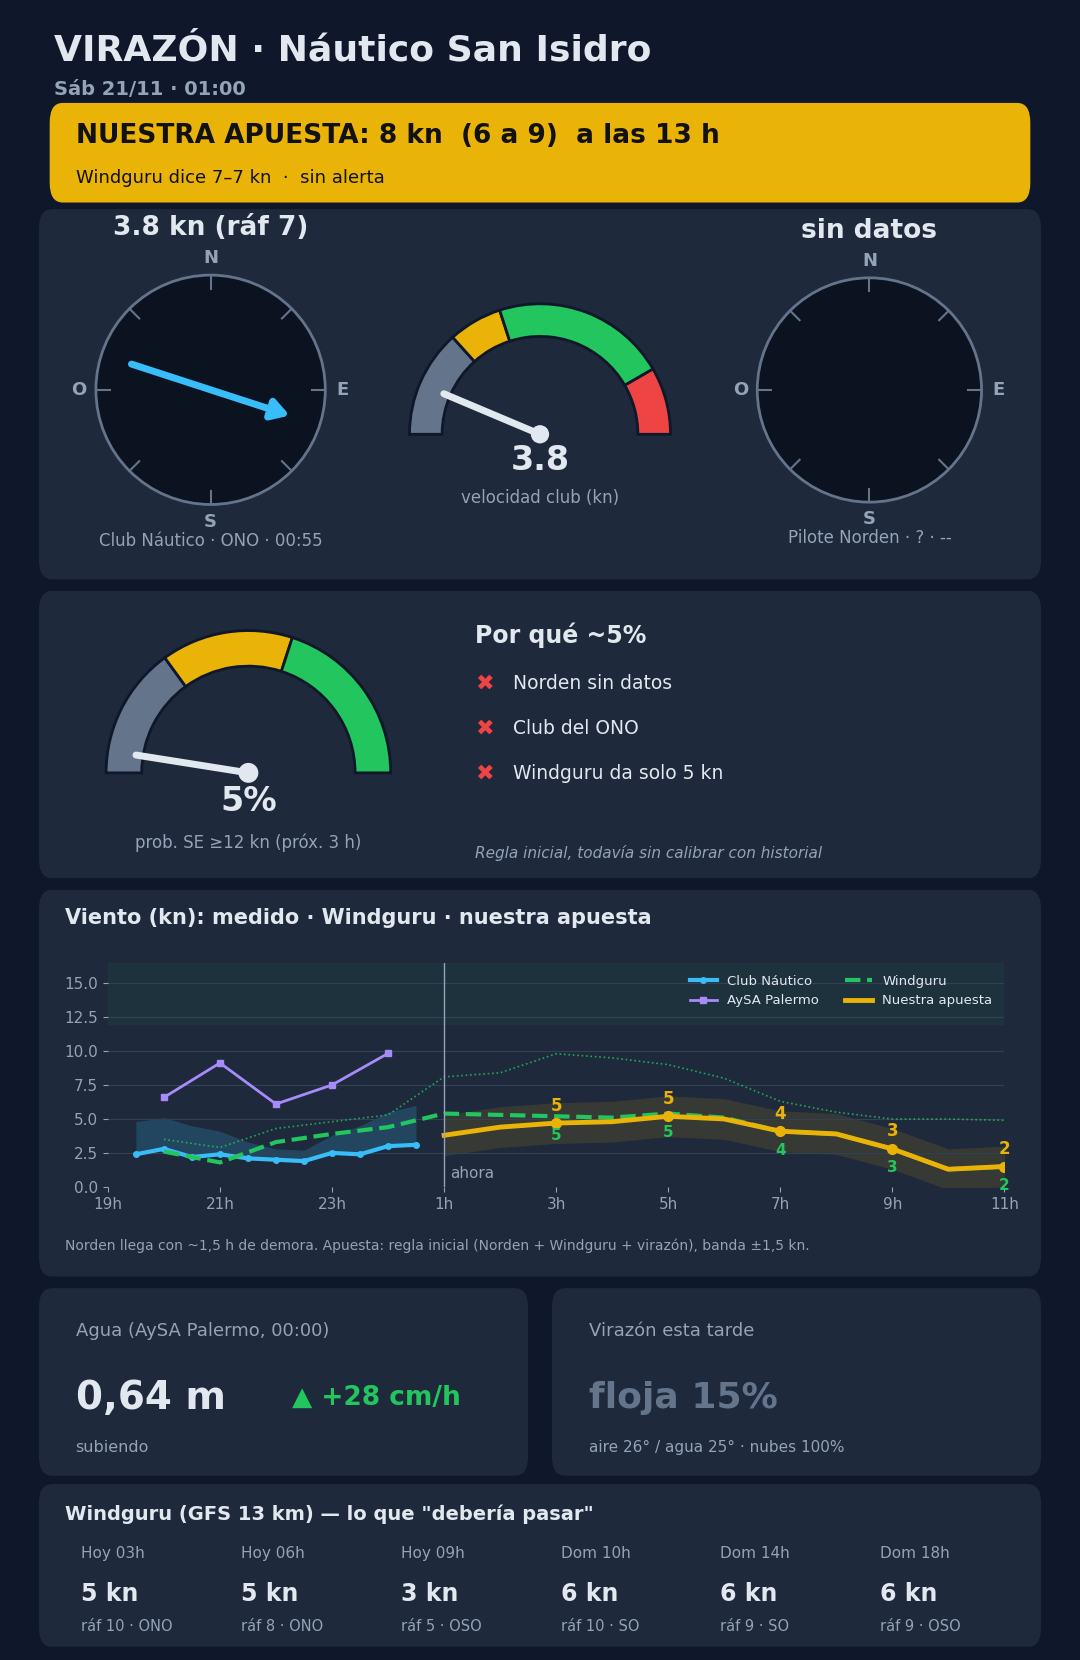 VIRAZÓN · Náutico San Isidro
Sáb 21/11 · 01:00
NUESTRA APUESTA: 8 kn (6 a 9) a las 13 h
Windguru dice 7–7 kn · sin alerta
3.8 kn (ráf 7)
N
O
E
S
Club Náutico · ONO · 00:55
3.8
velocidad club (kn)
sin datos
N
O
E
S
Pilote Norden · ? · --
5%
prob. SE ≥12 kn (próx. 3 h)
Por qué ~5%
✖ Norden sin datos
✖ Club del ONO
✖ Windguru da solo 5 kn
Regla inicial, todavía sin calibrar con historial
Viento (kn): medido · Windguru · nuestra apuesta
Club Náutico
AySA Palermo
Windguru
Nuestra apuesta
15.0
12.5
10.0
7.5
5.0
2.5
0.0
5 5 4 3 2
5 5 4 3 2
ahora
19h 21h 23h 1h 3h 5h 7h 9h 11h
Norden llega con ~1,5 h de demora. Apuesta: regla inicial (Norden + Windguru + virazón), banda ±1,5 kn.
Agua (AySA Palermo, 00:00)
0,64 m ▲ +28 cm/h
subiendo
Virazón esta tarde
floja 15%
aire 26° / agua 25° · nubes 100%
Windguru (GFS 13 km) — lo que "debería pasar"
Hoy 03h Hoy 06h Hoy 09h Dom 10h Dom 14h Dom 18h
5 kn 5 kn 3 kn 6 kn 6 kn 6 kn
ráf 10 · ONO ráf 8 · ONO ráf 5 · OSO ráf 10 · SO ráf 9 · SO ráf 9 · OSO